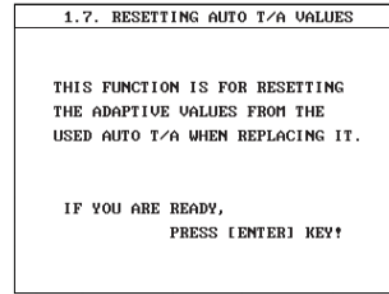 1.7. RESETTING AUTO T/A VALUES
THIS FUNCTION IS FOR RESETTING
THE ADAPTIVE VALUES FROM THE
USED AUTO T/A WHEN REPLACING IT.
IF YOU ARE READY,
PRESS [ENTER] KEY!